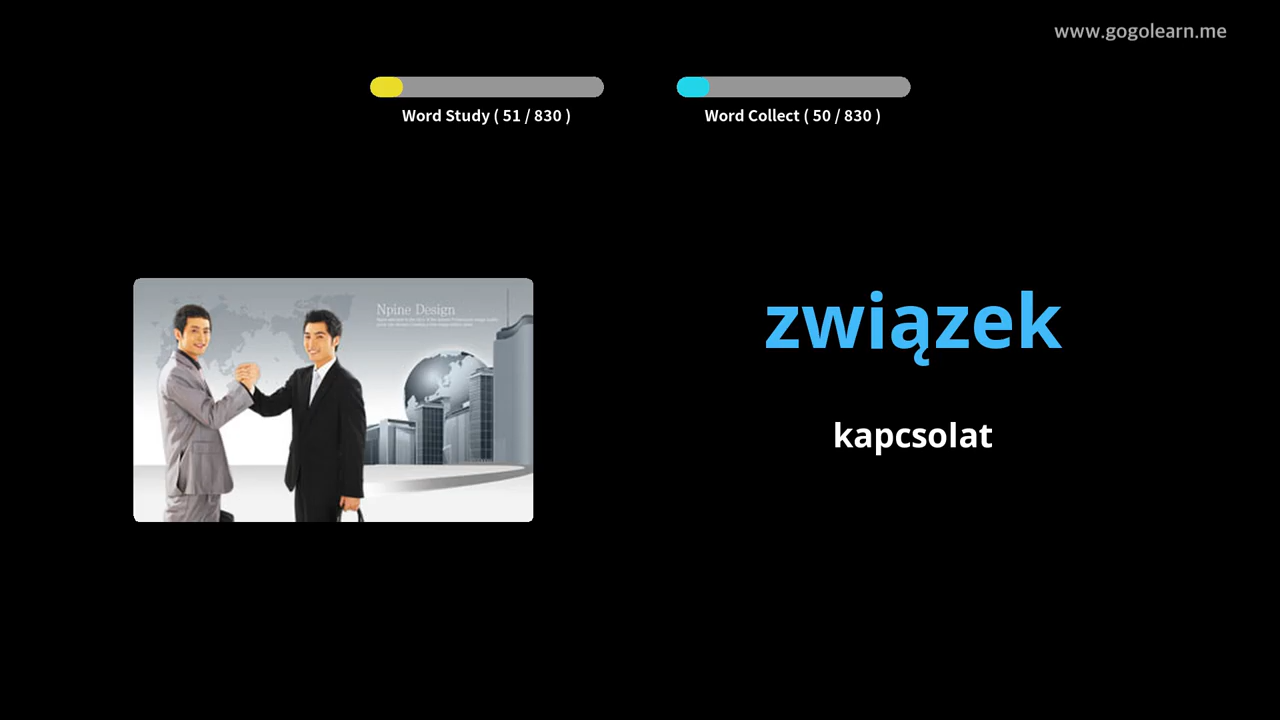 www.gogolearn.me
Word Study ( 51 / 830 )
Word Collect ( 50 / 830 )
Npine Design
związek
kapcsolat